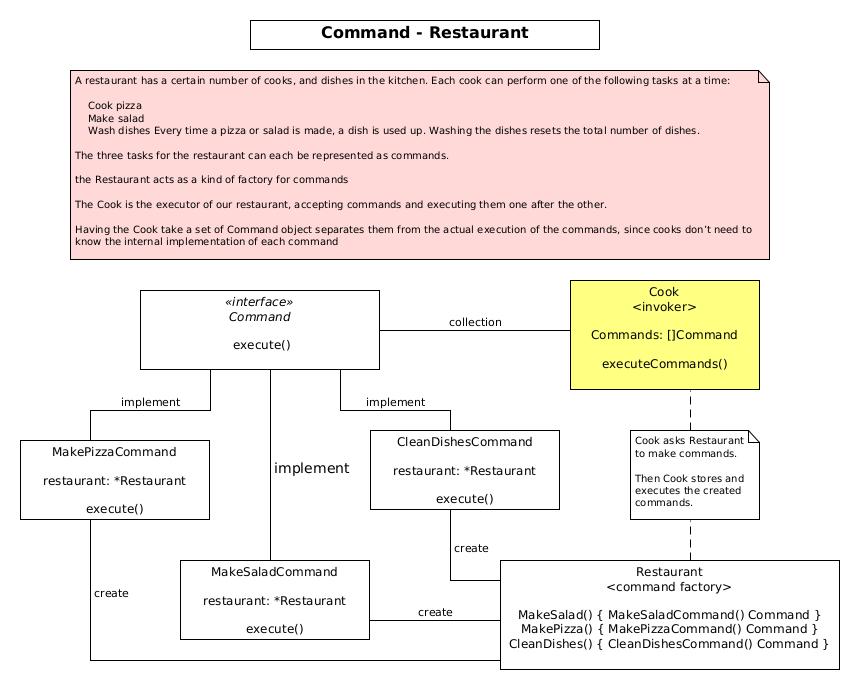 Command - Restaurant
A restaurant has a certain number of cooks, and dishes in the kitchen. Each cook can perform one of the following tasks at a time:
Cook pizza
Make salad
Wash dishes Every time a pizza or salad is made, a dish is used up. Washing the dishes resets the total number of dishes.
The three tasks for the restaurant can each be represented as commands.
the Restaurant acts as a kind of factory for commands
The Cook is the executor of our restaurant, accepting commands and executing them one after the other.
Having the Cook take a set of Command object separates them from the actual execution of the commands, since cooks don't need to
know the internal implementation of each command
«interface»
Command
execute()
collection
Cook
<invoker>
Commands: []Command
executeCommands()
implement
implement
implement
MakePizzaCommand
restaurant: *Restaurant
execute()
CleanDishesCommand
restaurant: *Restaurant
execute()
Cook asks Restaurant
to make commands.
Then Cook stores and
executes the created
commands.
create
create
create
MakeSaladCommand
restaurant: *Restaurant
execute()
Restaurant
<command factory>
MakeSalad() { MakeSaladCommand() Command }
MakePizza() { MakePizzaCommand() Command }
CleanDishes() { CleanDishesCommand() Command }